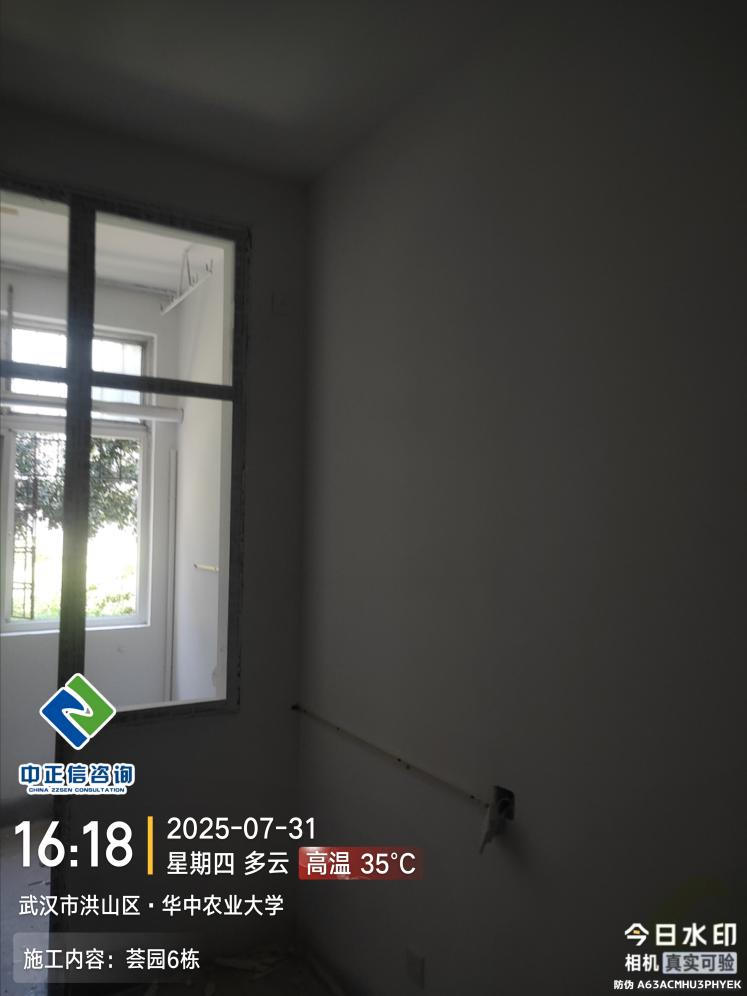 中正信咨询
CHINA ZZSEN CONSULTATION
16:18
2025-07-31
星期四 多云 高温 35℃
武汉市洪山区·华中农业大学
施工内容：荟园6栋
今日水印
相机 真实可验
防伪 A63ACMHU3PHYEK